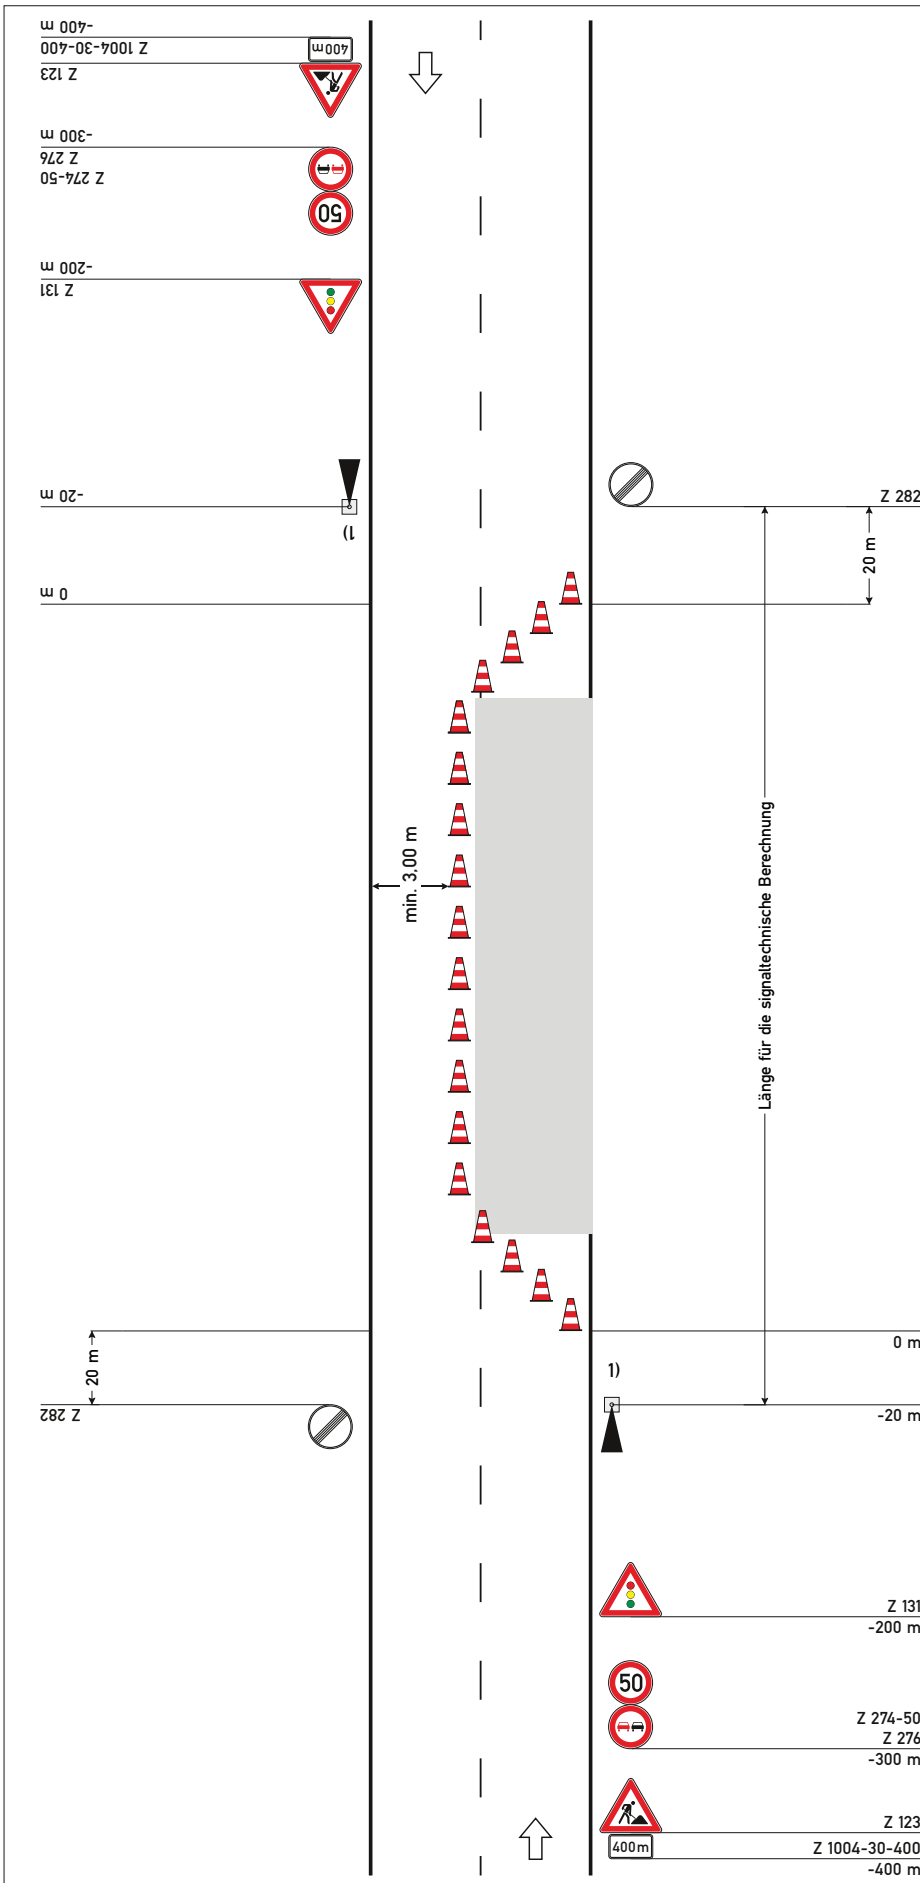 -400 m
Z 1004-30-400
400 m
Z 123
-300 m
Z 276
Z 274-50
50
-200 m
Z 131
-20 m
1)
Z 282
20 m
0 m
min. 3,00 m
Länge für die signaltechnische Berechnung
0 m
20 m
1)
Z 282
-20 m
Z 131
-200 m
50
Z 274-50
Z 276
-300 m
Z 123
400 m
Z 1004-30-400
-400 m